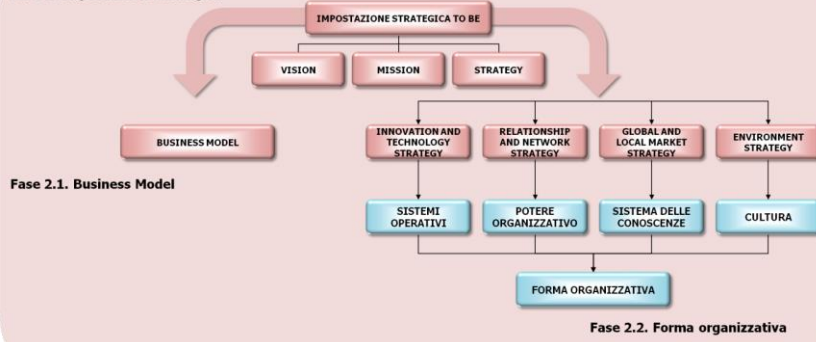 IMPOSTAZIONE STRATEGICA TO BE
VISION
MISSION
STRATEGY
BUSINESS MODEL
INNOVATION AND
TECHNOLOGY
STRATEGY
RELATIONSHIP
AND NETWORK
STRATEGY
GLOBAL AND
LOCAL MARKET
STRATEGY
ENVIRONMENT
STRATEGY
Fase 2.1. Business Model
SISTEMI
OPERATIVI
POTERE
ORGANIZZATIVO
SISTEMA DELLE
CONOSCENZE
CULTURA
FORMA ORGANIZZATIVA
Fase 2.2. Forma organizzativa